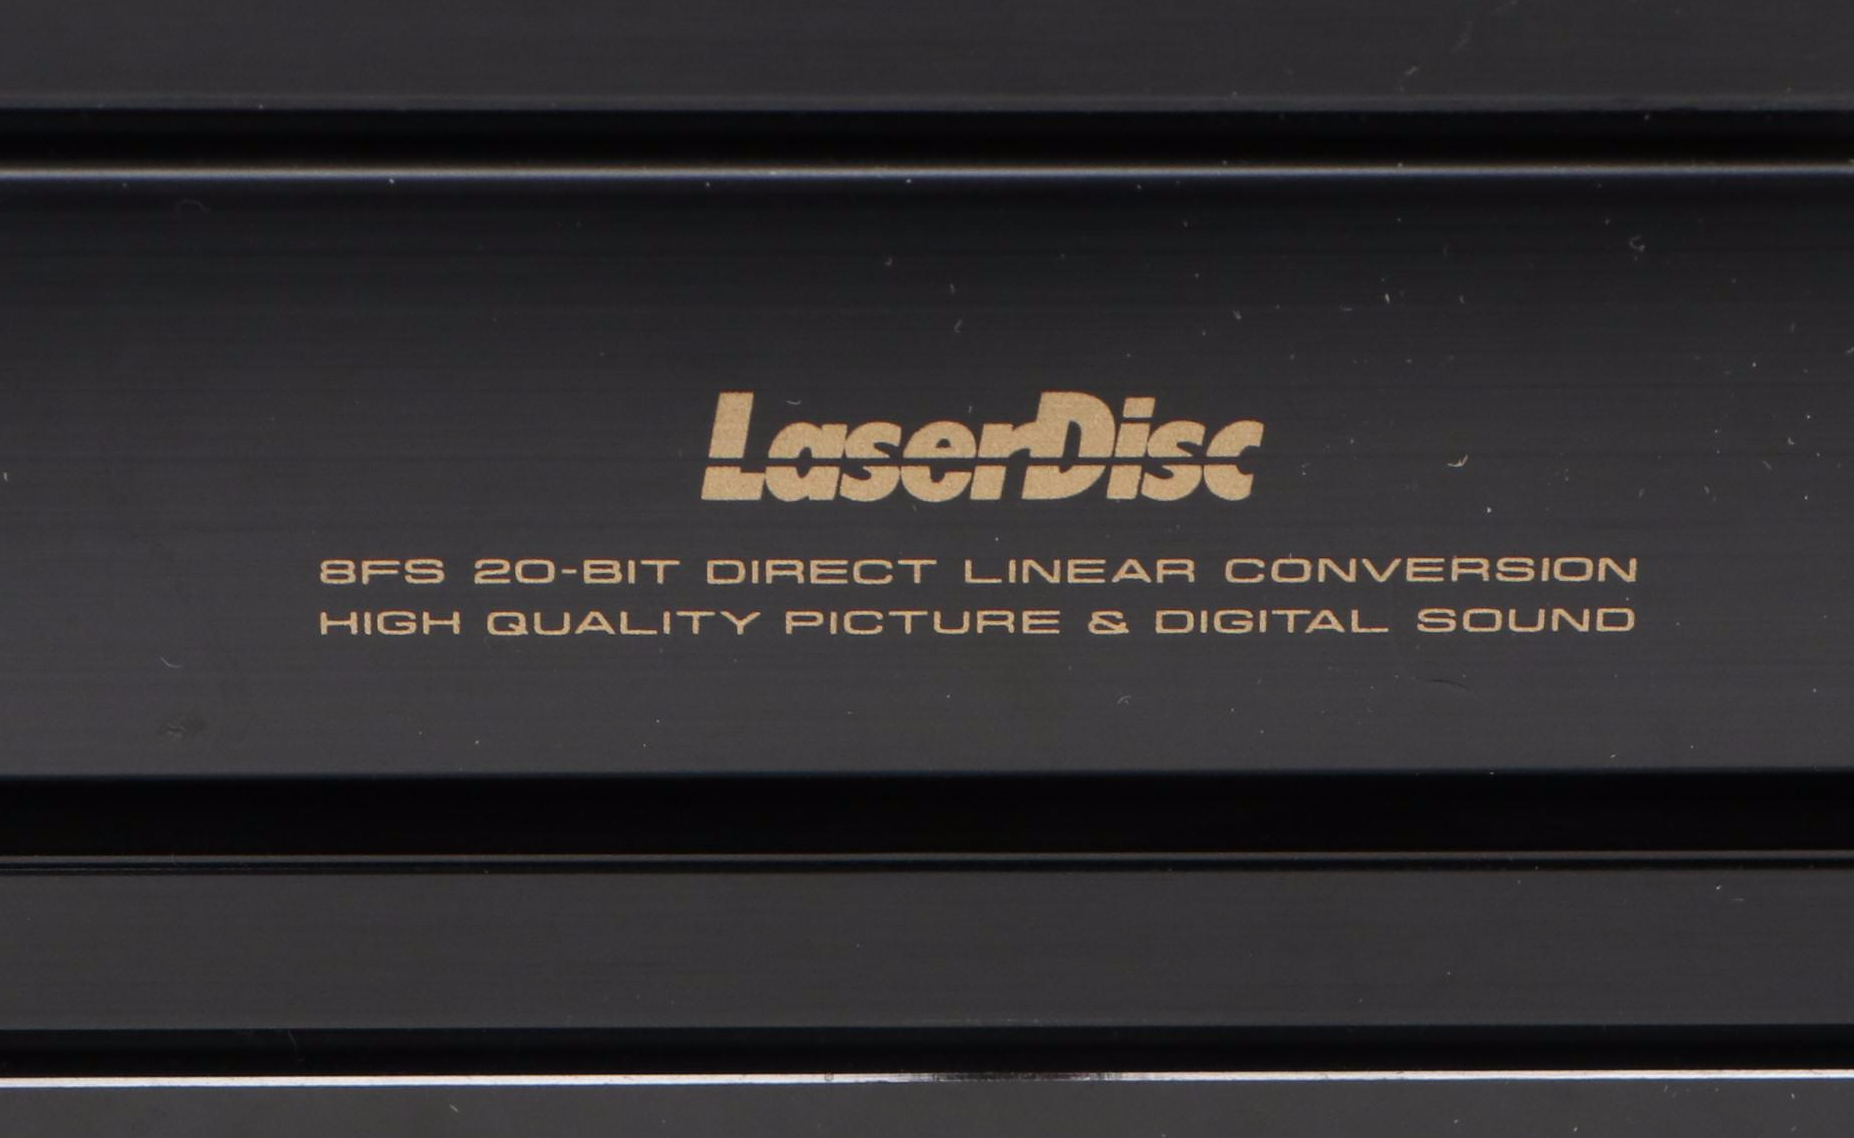 LaserDisc
8FS 20-BIT DIRECT LINEAR CONVERSION
HIGH QUALITY PICTURE & DIGITAL SOUND